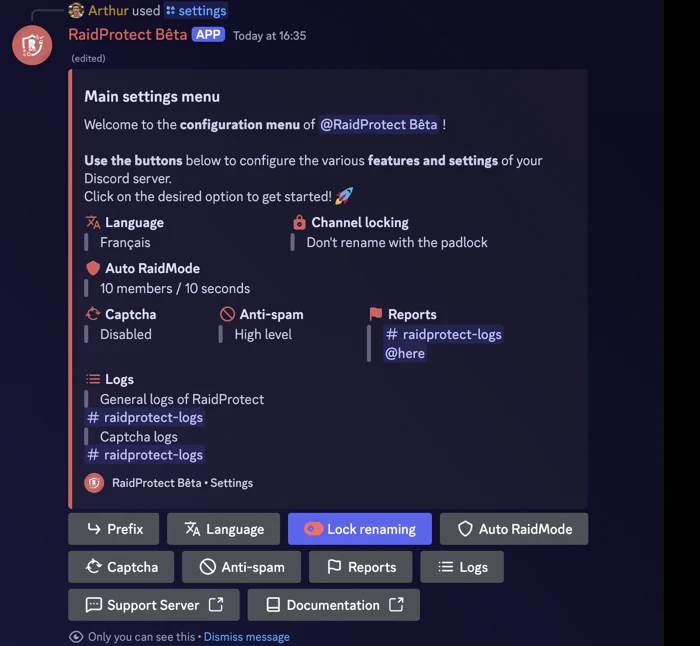 Arthur used settings
RaidProtect Bêta APP Today at 16:35
(edited)
Main settings menu
Welcome to the configuration menu of @RaidProtect Bêta !
Use the buttons below to configure the various features and settings of your
Discord server.
Click on the desired option to get started! 🚀
Language Channel locking
Français Don't rename with the padlock
Auto RaidMode
10 members / 10 seconds
Captcha Anti-spam Reports
Disabled High level # raidprotect-logs
@here
Logs
General logs of RaidProtect
# raidprotect-logs
Captcha logs
# raidprotect-logs
RaidProtect Bêta • Settings
Prefix Language Lock renaming Auto RaidMode
Captcha Anti-spam Reports Logs
Support Server Documentation
Only you can see this • Dismiss message